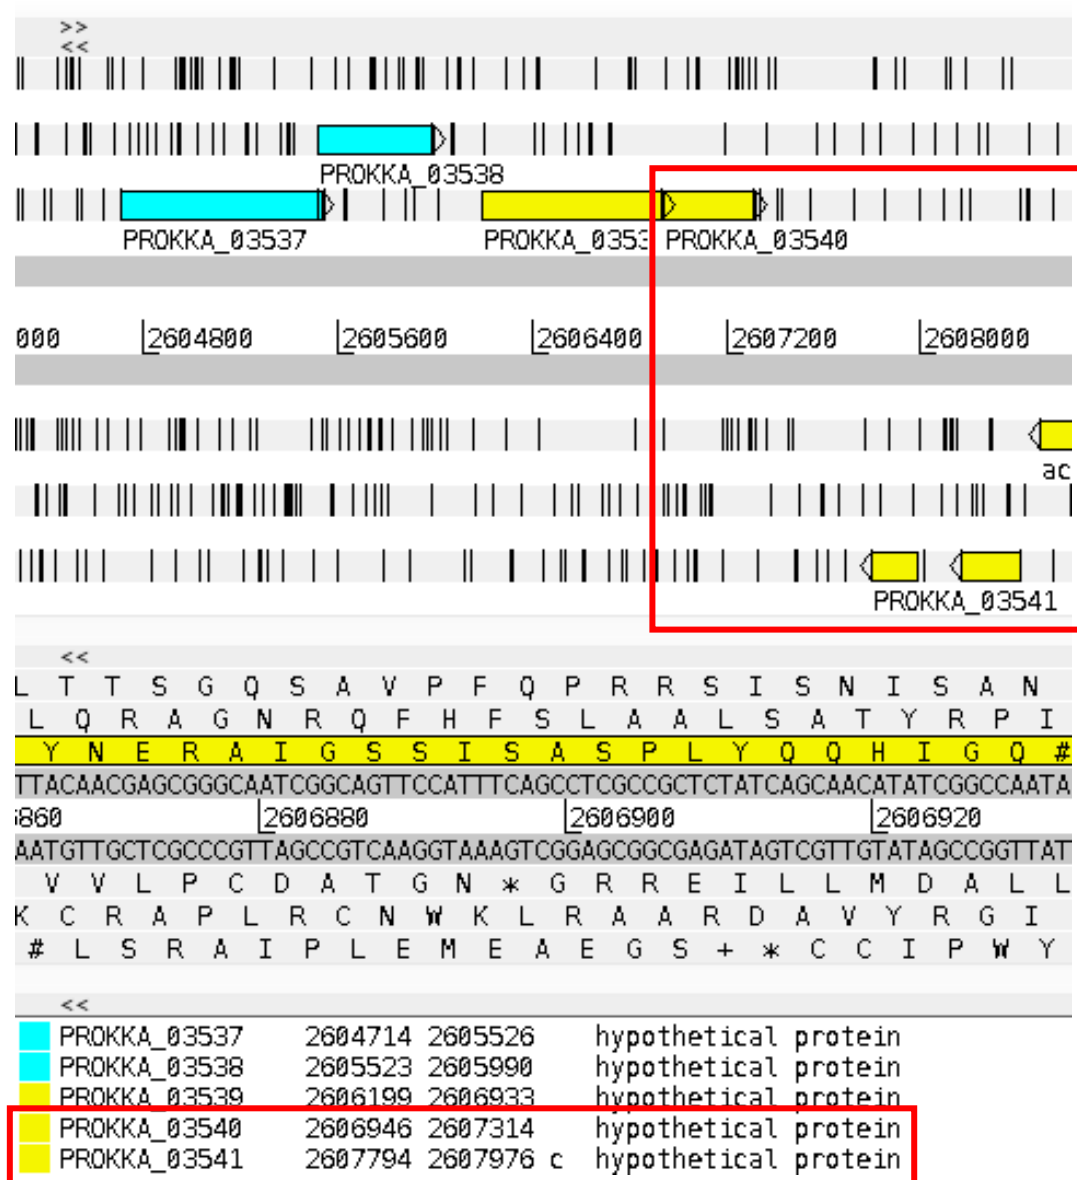 >>
<<
PROKKA_03538
PROKKA_03537 PROKKA_0353 PROKKA_03540
000 2604800 2605600 2606400 2607200 2608000
ac
PROKKA_03541
<<
L T T S G Q S A V P F Q P R R S I S N I S A N
L Q R A G N R Q F H F S L A A L S A T Y R P I
Y N E R A I G S S I S A S P L Y Q Q H I G Q #
TTACAACGAGCGGGCAATCGGCAGTTCCATTTCAGCCTCGCCGCTCTATCAGCAACATATCGGCCAATA
6860 2606880 2606900 2606920
AATGTTGCTCGCCCGTTAGCCGTCAAGGTAAAGTCGGAGCGGCGAGATAGTCGTTGTATAGCCGGTTAT
V V L P C D A T G N * G R R E I L L M D A L L
K C R A P L R C N W K L R A A R D A V Y R G I
# L S R A I P L E M E A E G S + * C C I P W Y
<<
PROKKA_03537 2604714 2605526 hypothetical protein
PROKKA_03538 2605523 2605990 hypothetical protein
PROKKA_03539 2606199 2606933 hypothetical protein
PROKKA_03540 2606946 2607314 hypothetical protein
PROKKA_03541 2607794 2607976 c hypothetical protein